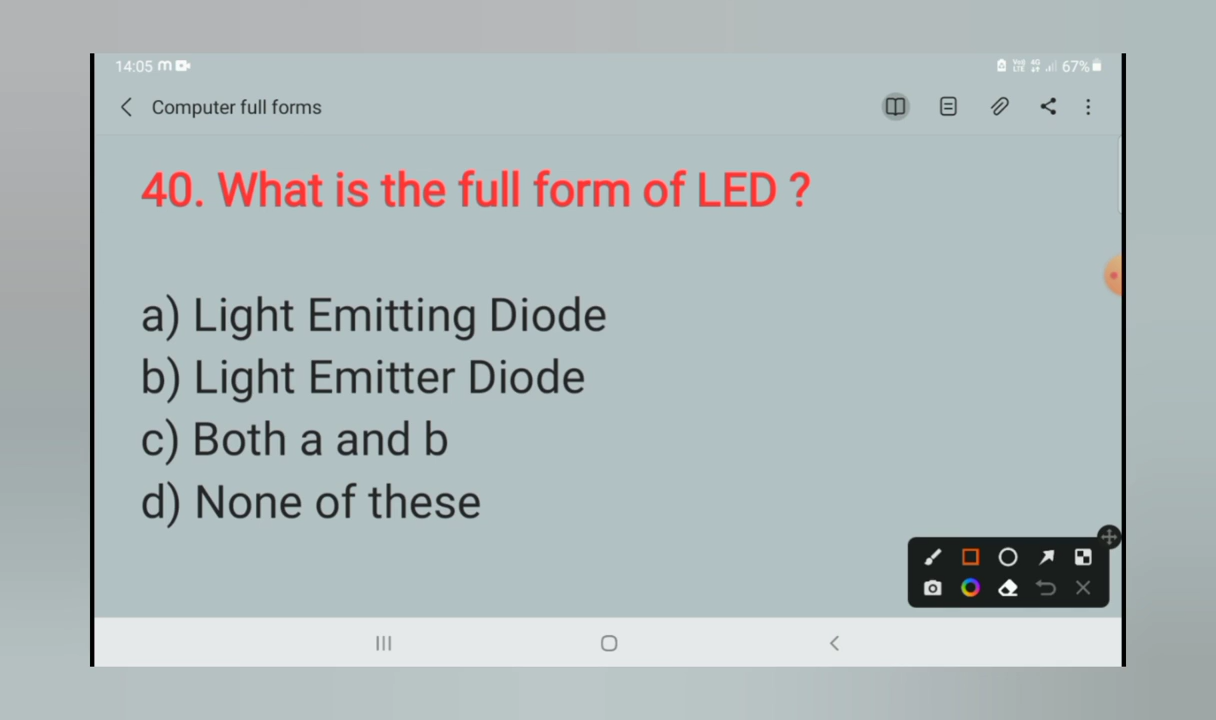 14:05
67%
Computer full forms
40. What is the full form of LED ?
a) Light Emitting Diode
b) Light Emitter Diode
c) Both a and b
d) None of these